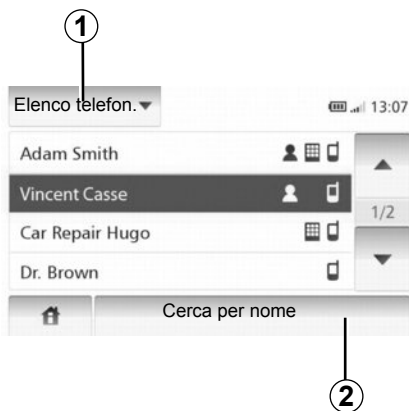 1
Elenco telefon. 13:07
Adam Smith
Vincent Casse
1/2
Car Repair Hugo
Dr. Brown
Cerca per nome
2